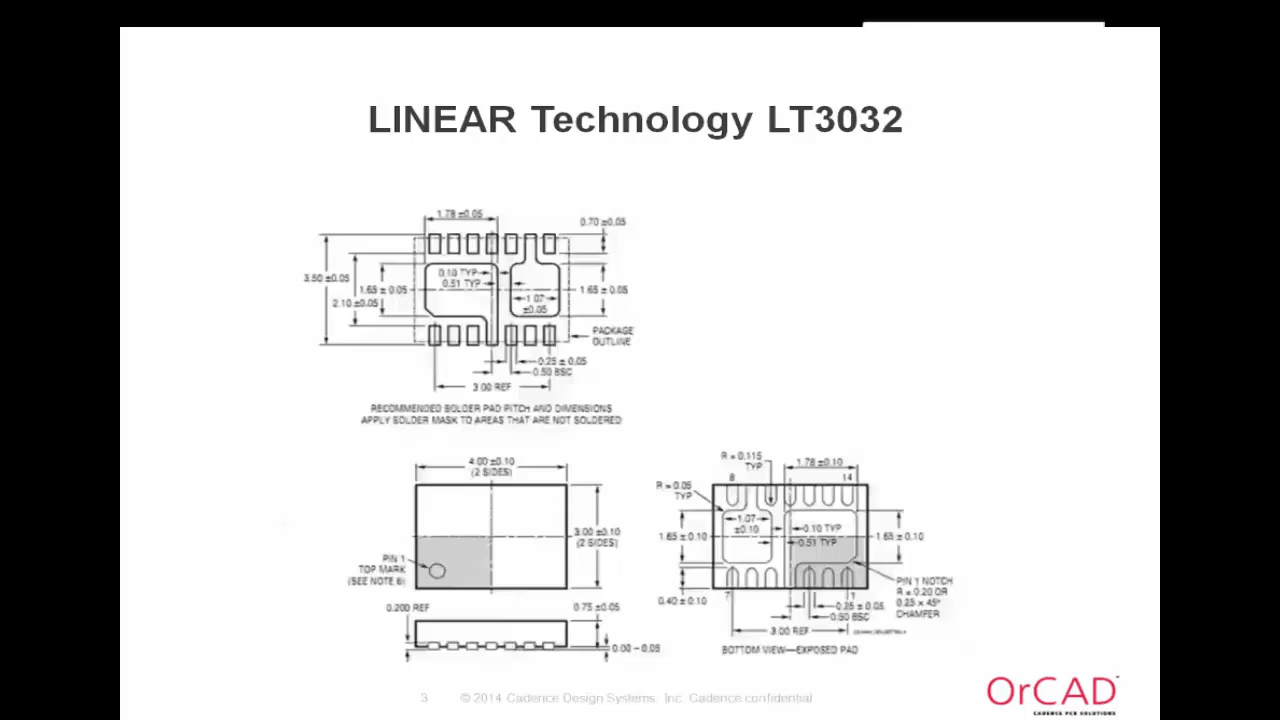 LINEAR Technology LT3032
1.78 ±0.05
0.70 ±0.05
3.50 ±0.05
2.10 ±0.05
1.65 ± 0.05
0.10 TYP
0.51 TYP
1.07
±0.05
1.65 ± 0.05
PACKAGE
OUTLINE
0.25 ± 0.05
0.50 BSC
3.00 REF
RECOMMENDED SOLDER PAD PITCH AND DIMENSIONS
APPLY SOLDER MASK TO AREAS THAT ARE NOT SOLDERED
4.00 ±0.10
(2 SIDES)
3.00 ±0.10
(2 SIDES)
PIN 1
TOP MARK
(SEE NOTE 6)
0.200 REF
0.75 ±0.05
0.00 – 0.05
R = 0.115
TYP
R = 0.05
TYP
8
14
1.78 ±0.10
1.07
±0.10
0.10 TYP
0.51 TYP
1.65 ± 0.10
1.65 ± 0.10
0.40 ± 0.10
7
1
PIN 1 NOTCH
R = 0.20 OR
0.25 × 45°
CHAMFER
0.25 ± 0.05
0.50 BSC
3.00 REF
BOTTOM VIEW—EXPOSED PAD
3
© 2014 Cadence Design Systems, Inc. Cadence confidential
OrCAD
CADENCE PCB SOLUTIONS